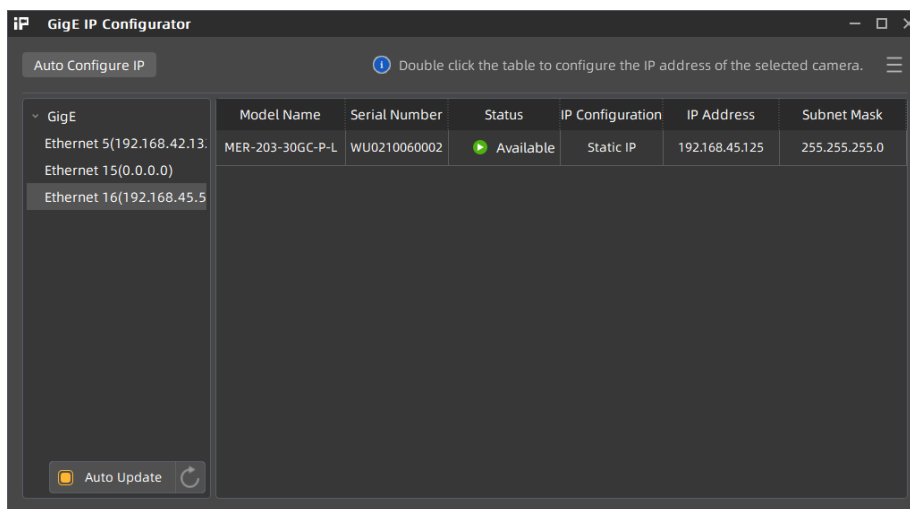 iP GigE IP Configurator
Auto Configure IP
i Double click the table to configure the IP address of the selected camera.
GigE
Ethernet 5(192.168.42.13.
Ethernet 15(0.0.0.0)
Ethernet 16(192.168.45.5
Model Name Serial Number Status IP Configuration IP Address Subnet Mask
MER-203-30GC-P-L WU0210060002 Available Static IP 192.168.45.125 255.255.255.0
Auto Update